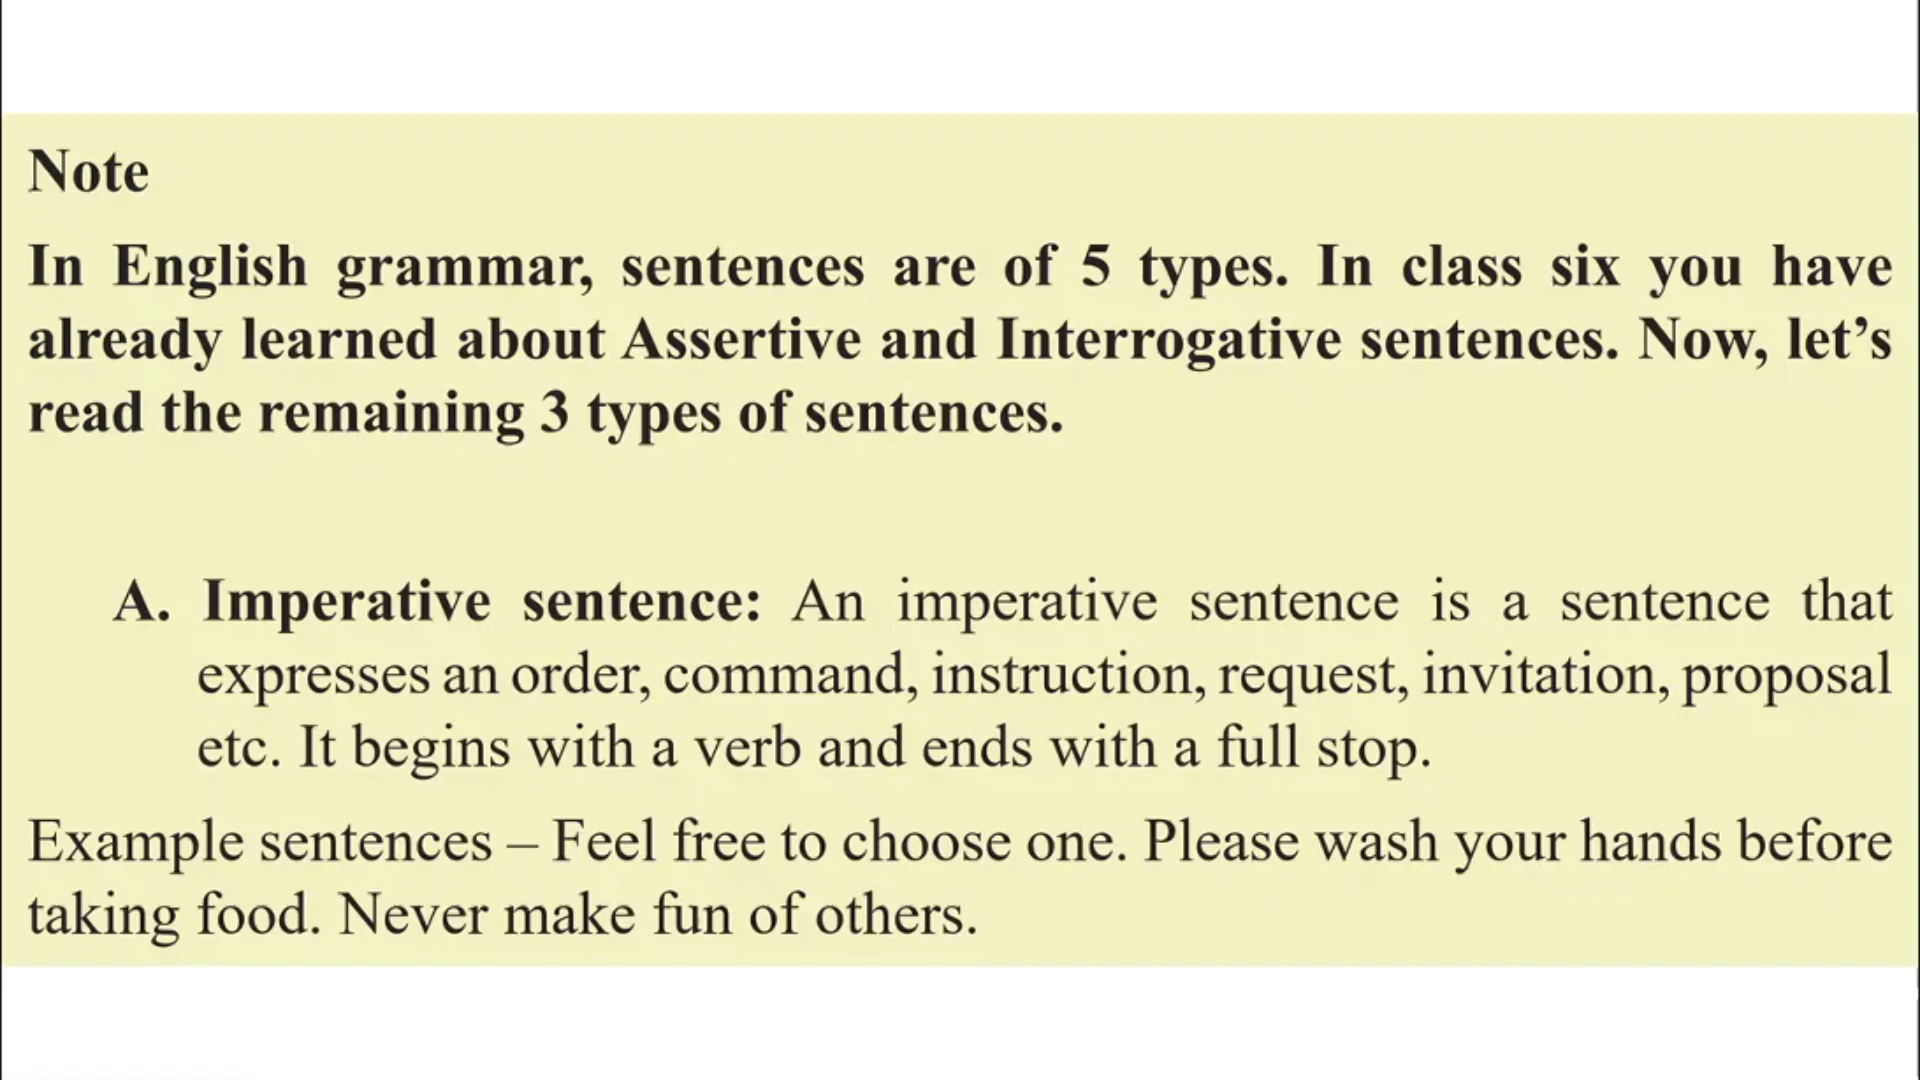 Note
In English grammar, sentences are of 5 types. In class six you have
already learned about Assertive and Interrogative sentences. Now, let’s
read the remaining 3 types of sentences.
A. Imperative sentence: An imperative sentence is a sentence that
expresses an order, command, instruction, request, invitation, proposal
etc. It begins with a verb and ends with a full stop.
Example sentences – Feel free to choose one. Please wash your hands before
taking food. Never make fun of others.